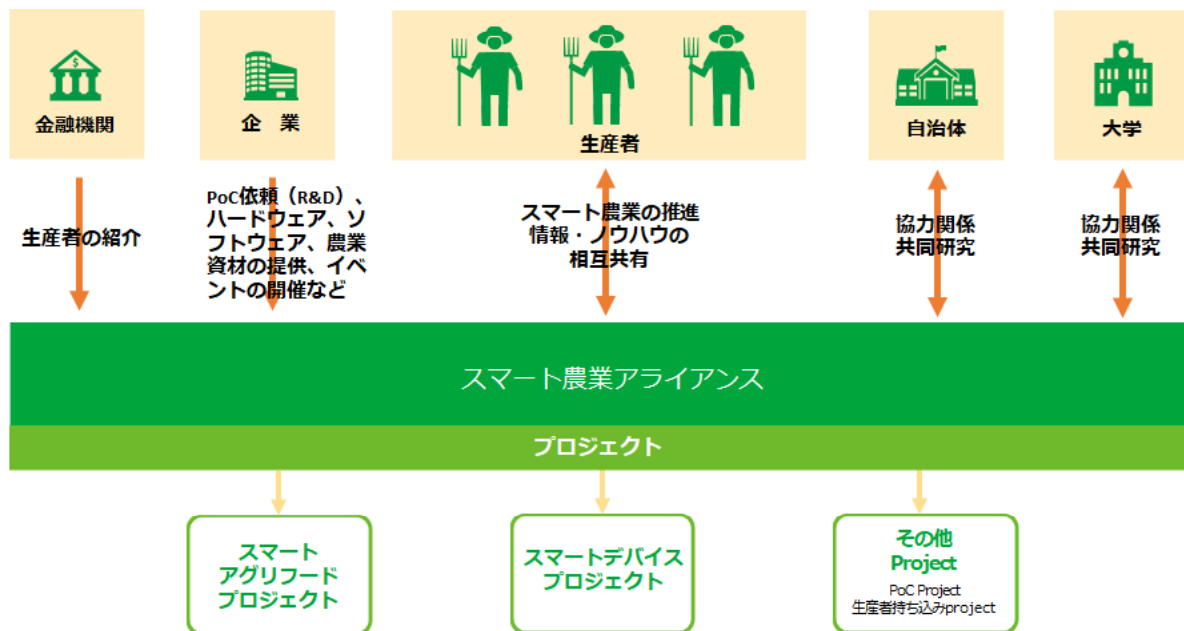 金融機関
企　業
生産者
自治体
大学
生産者の紹介
PoC依頼（R&D）、
ハードウェア、ソ
フトウェア、農業
資材の提供、イベ
ントの開催など
スマート農業の推進
情報・ノウハウの
相互共有
協力関係
共同研究
協力関係
共同研究
スマート農業アライアンス
プロジェクト
スマート
アグリフード
プロジェクト
スマートデバイス
プロジェクト
その他
Project
PoC Project
生産者持ち込みproject